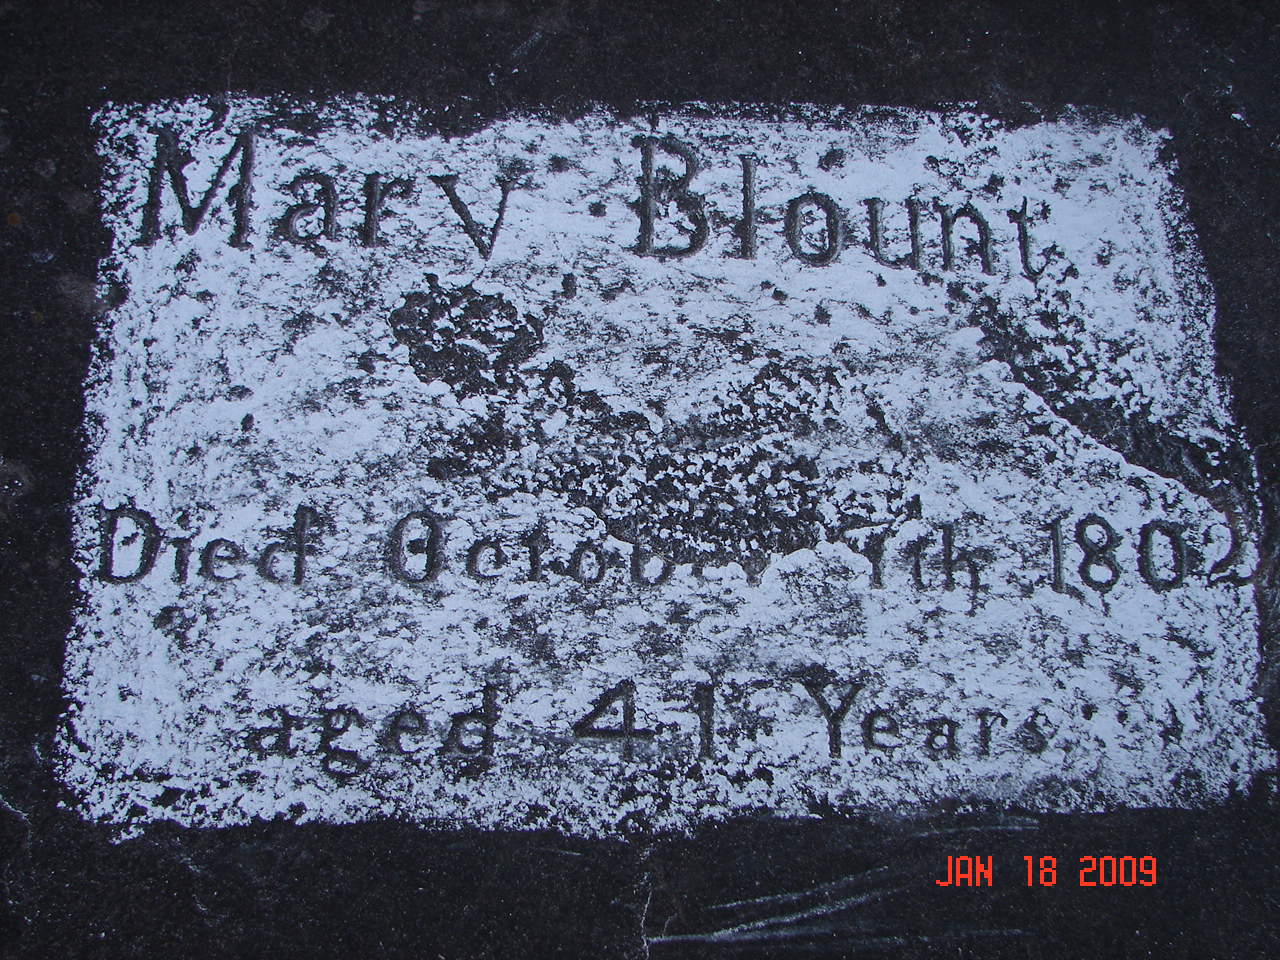 Mary Blount
Died October 7th 1802
aged 41 Years
JAN 18 2009